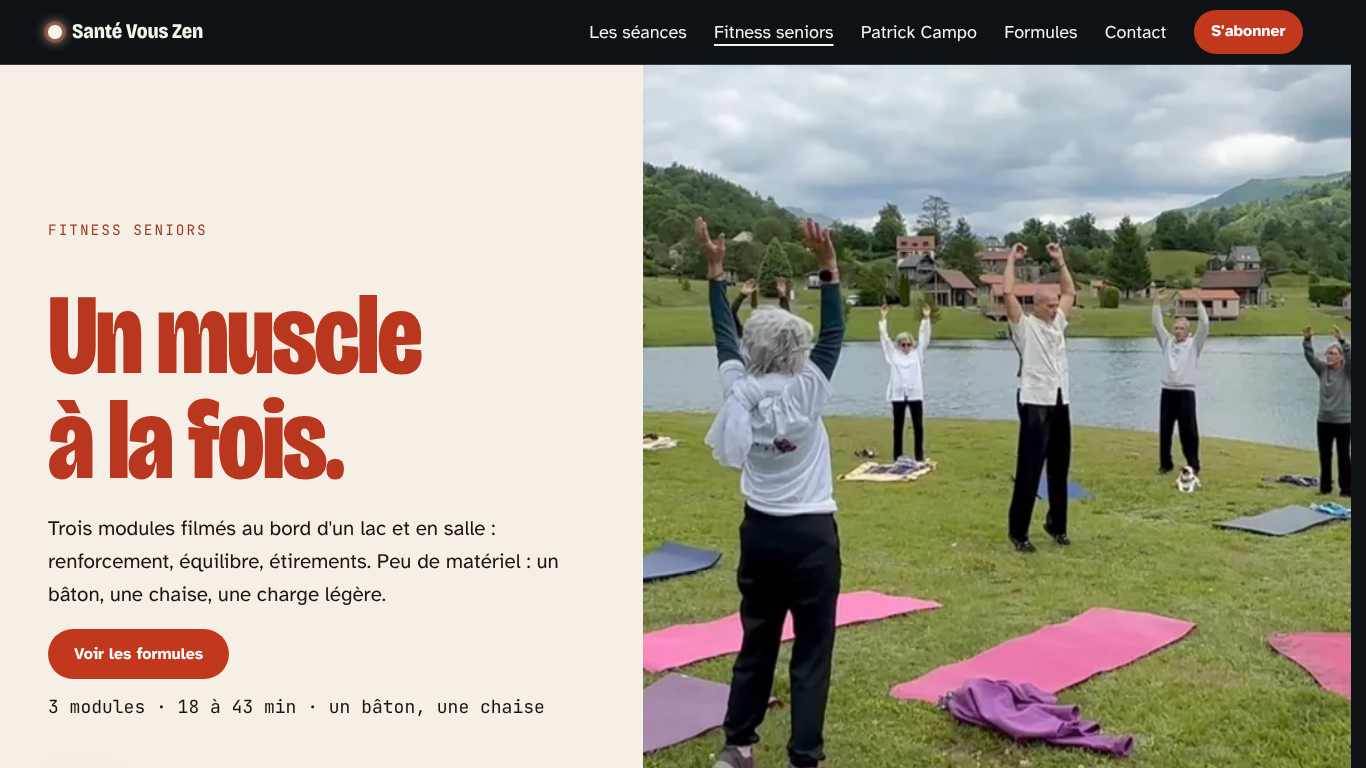 Santé Vous Zen
Les séances
Fitness seniors
Patrick Campo
Formules
Contact
S'abonner
FITNESS SENIORS
Un muscle
à la fois.
Trois modules filmés au bord d'un lac et en salle :
renforcement, équilibre, étirements. Peu de matériel : un
bâton, une chaise, une charge légère.
Voir les formules
3 modules · 18 à 43 min · un bâton, une chaise